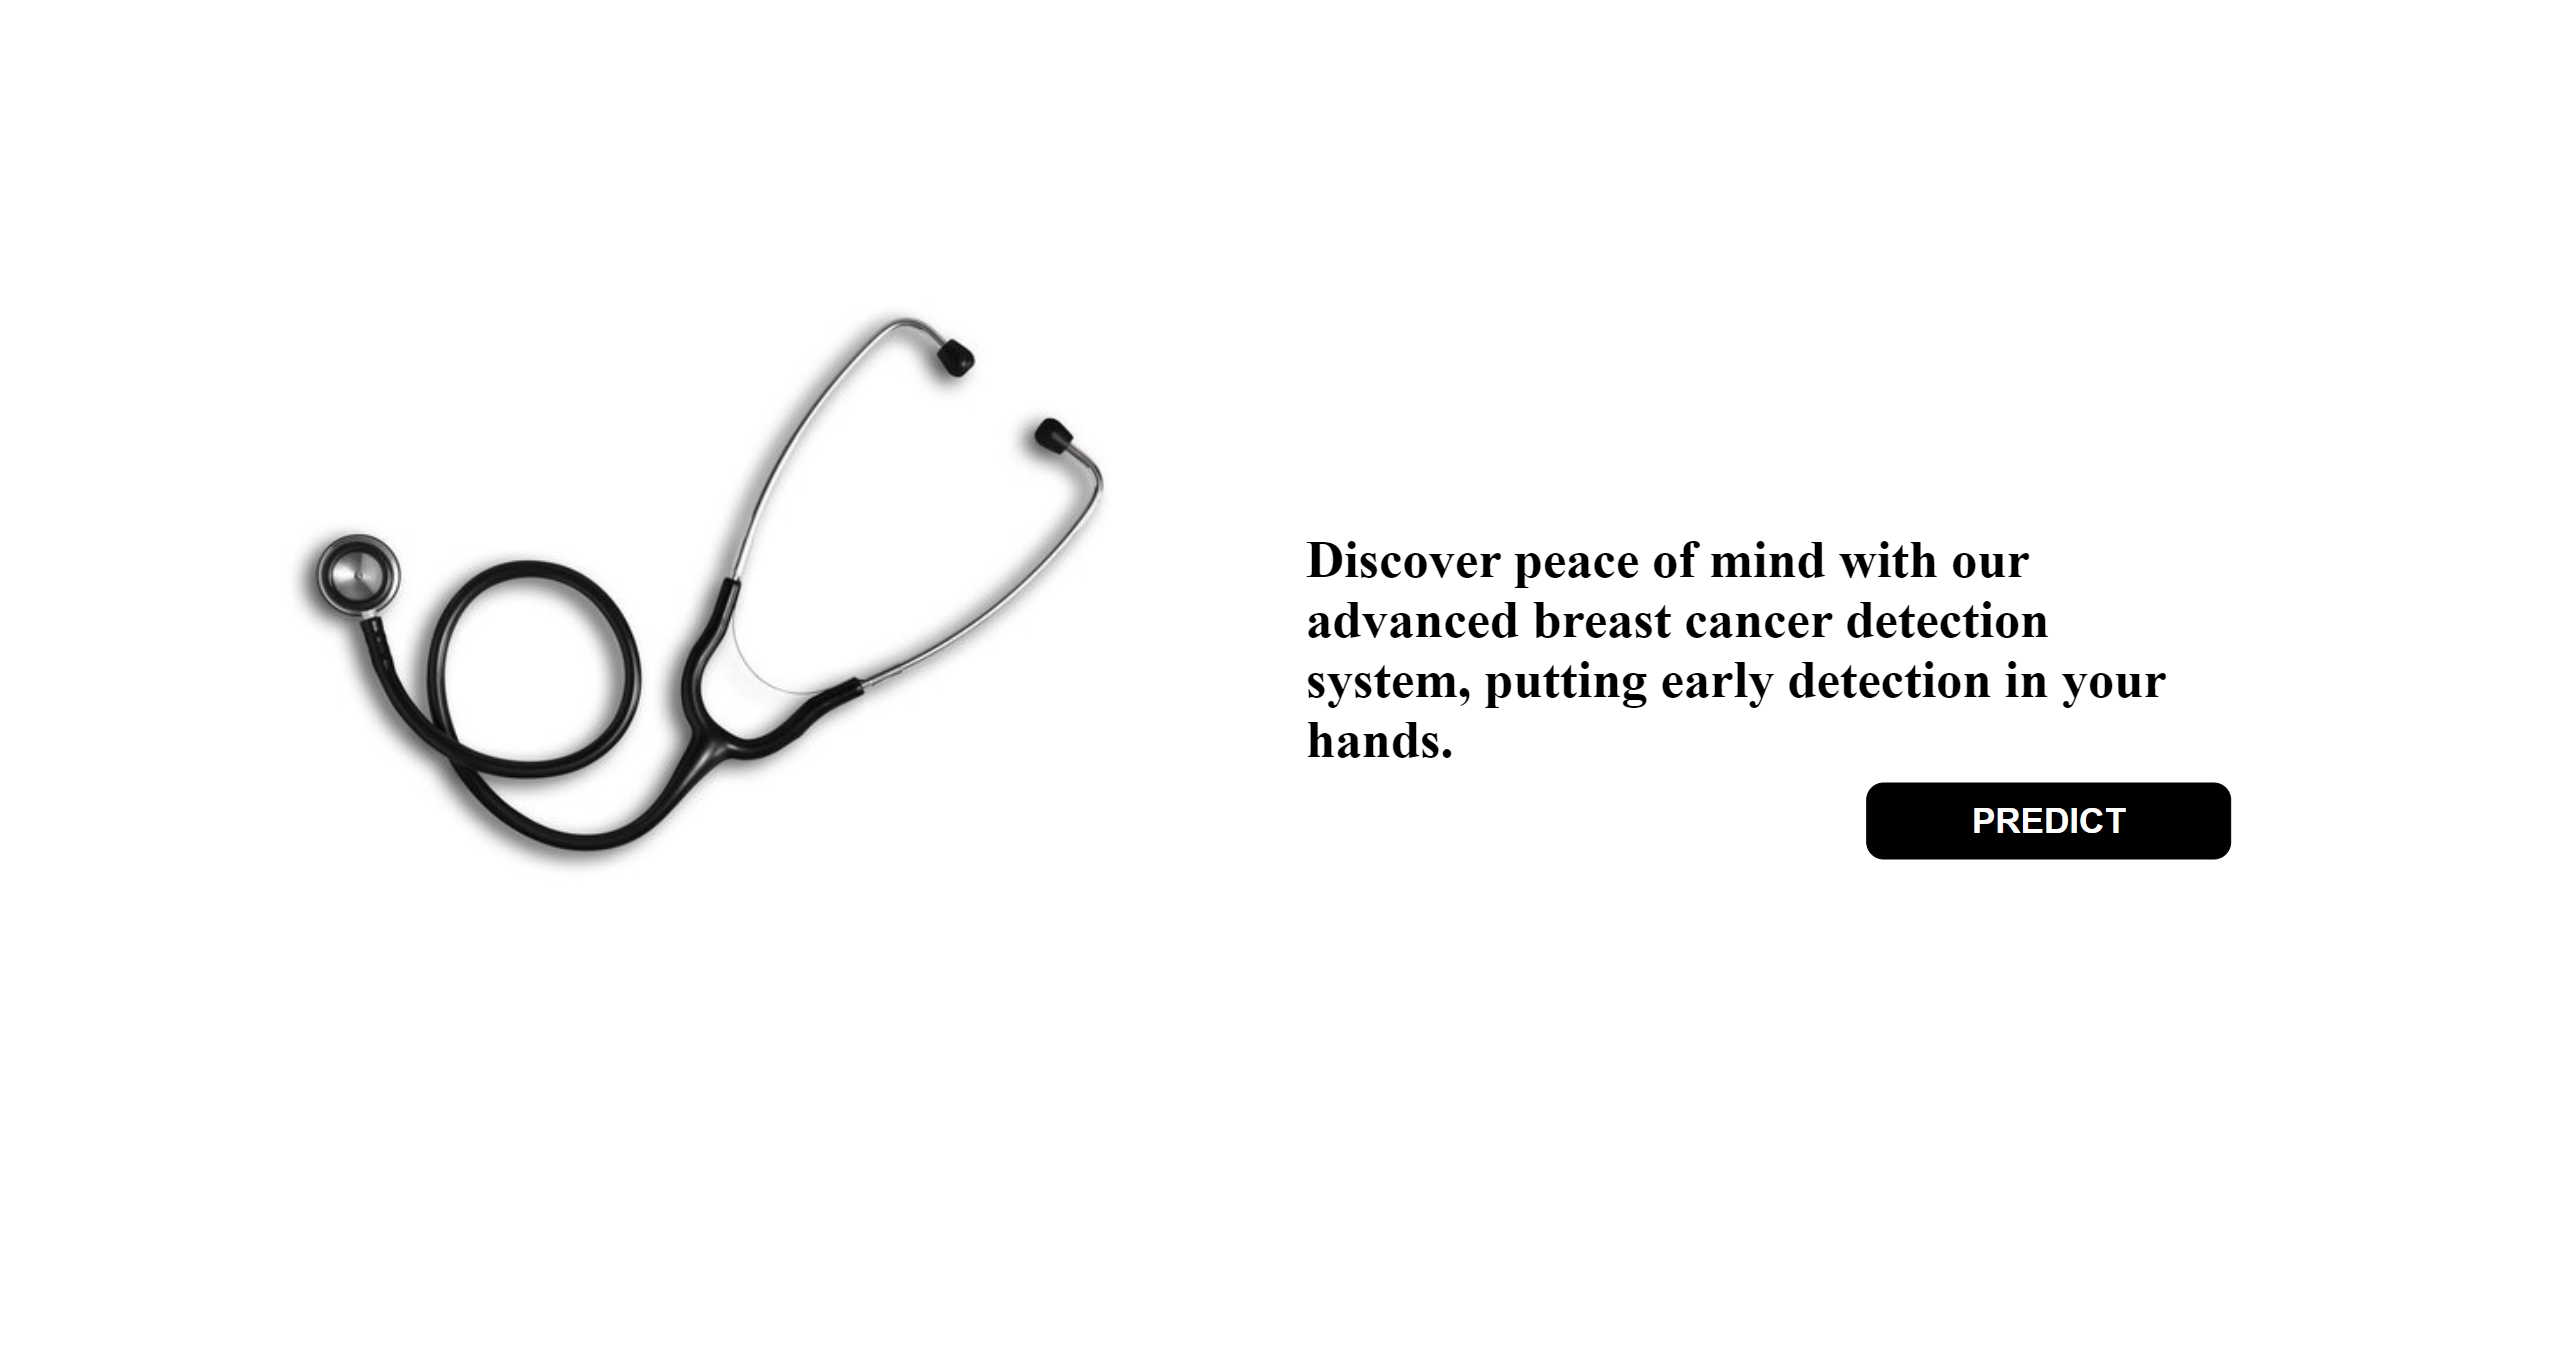 Discover peace of mind with our
advanced breast cancer detection
system, putting early detection in your
hands.
PREDICT